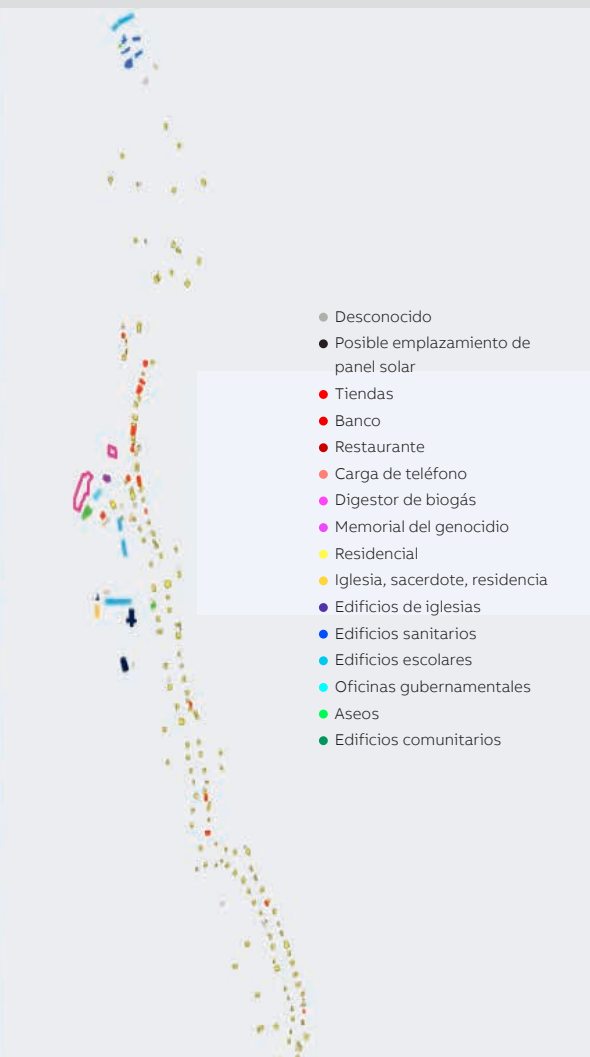 Desconocido
Posible emplazamiento de
panel solar
Tiendas
Banco
Restaurante
Carga de teléfono
Digestor de biogás
Memorial del genocidio
Residencial
Iglesia, sacerdote, residencia
Edificios de iglesias
Edificios sanitarios
Edificios escolares
Oficinas gubernamentales
Aseos
Edificios comunitarios